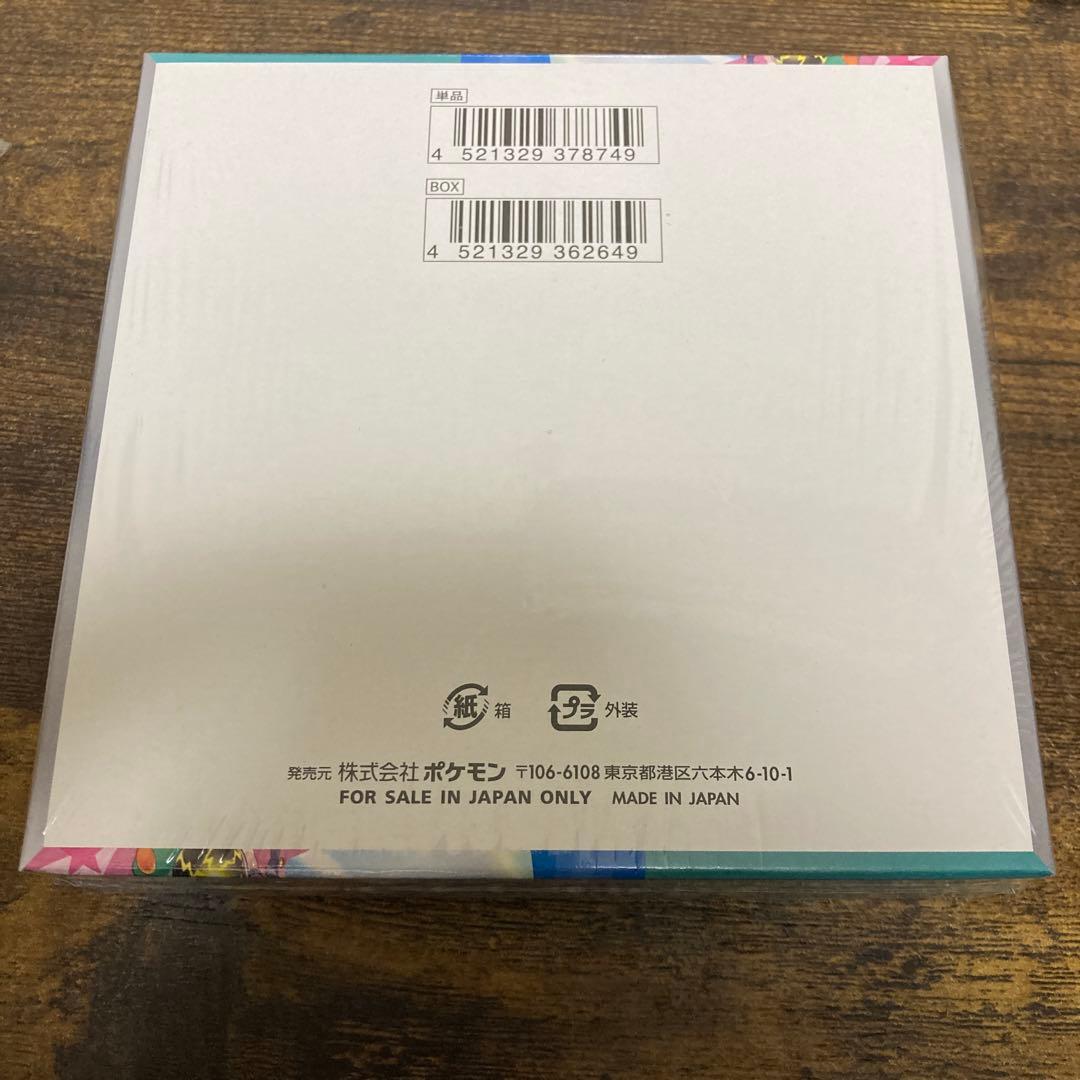 単品
4 521329 378749
BOX
4 521329 362649
紙 箱 プラ 外装
発売元 株式会社ポケモン 〒106-6108 東京都港区六本木6-10-1
FOR SALE IN JAPAN ONLY MADE IN JAPAN